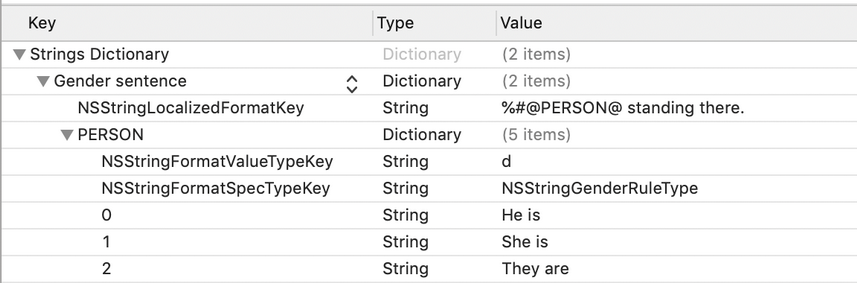 Key Type Value
Strings Dictionary Dictionary (2 items)
Gender sentence Dictionary (2 items)
NSStringLocalizedFormatKey String %#@PERSON@ standing there.
PERSON Dictionary (5 items)
NSStringFormatValueTypeKey String d
NSStringFormatSpecTypeKey String NSStringGenderRuleType
0 String He is
1 String She is
2 String They are